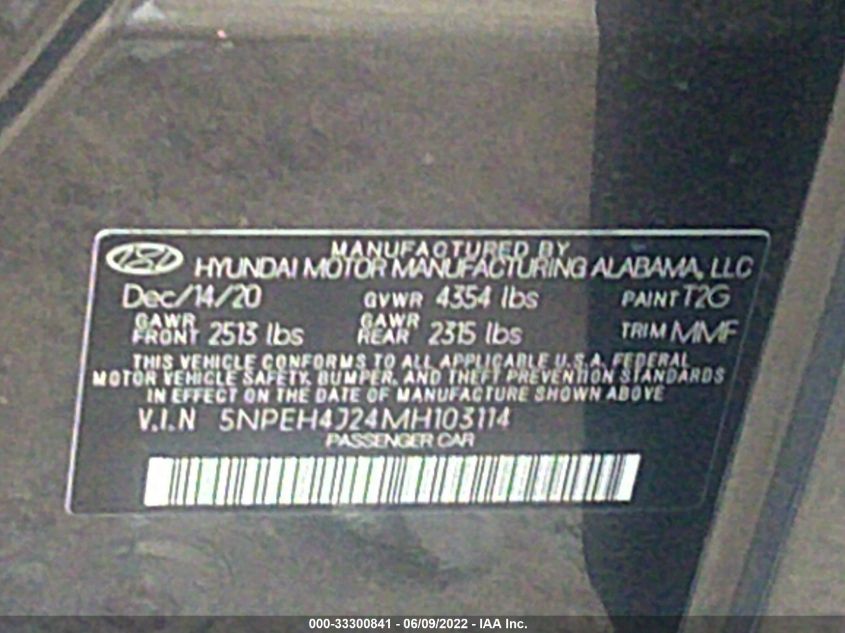 MANUFACTURED BY
HYUNDAI MOTOR MANUFACTURING ALABAMA, LLC
Dec/14/20 GVWR 4354 lbs PAINT T2G
GAWR FRONT 2513 lbs GAWR REAR 2315 lbs TRIM MMF
THIS VEHICLE CONFORMS TO ALL APPLICABLE U.S.A. FEDERAL
MOTOR VEHICLE SAFETY, BUMPER, AND THEFT PREVENTION STANDARDS
IN EFFECT ON THE DATE OF MANUFACTURE SHOWN ABOVE
V.I.N 5NPEH4J24MH103114
PASSENGER CAR
000-33300841 - 06/09/2022 - IAA Inc.